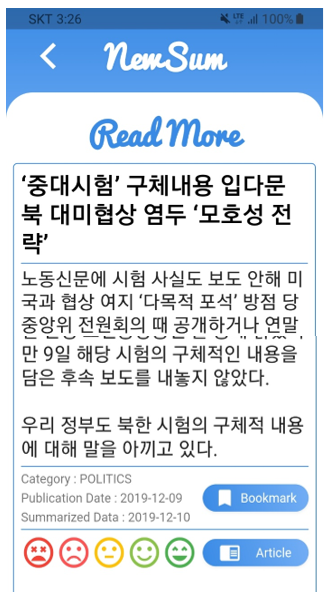 SKT 3:26
100%
NewSum
Read More
‘중대시험’ 구체내용 입다문
북 대미협상 염두 ‘모호성 전
략’
노동신문에 시험 사실도 보도 안해 미
국과 협상 여지 ‘다목적 포석’ 방점 당
중앙위 전원회의 때 공개하거나 연말
만 9일 해당 시험의 구체적인 내용을
담은 후속 보도를 내놓지 않았다.
우리 정부도 북한 시험의 구체적 내용
에 대해 말을 아끼고 있다.
Category : POLITICS
Publication Date : 2019-12-09
Bookmark
Summarized Data : 2019-12-10
Article